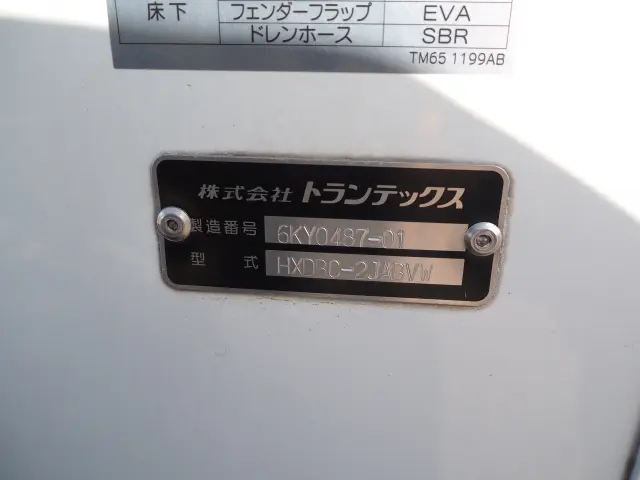 床下 フェンダーフラップ EVA
ドレンホース SBR
TM65 1199AB
株式会社 トランテックス
製造番号 6KY0487-01
型式 HXDBC-2JABVW